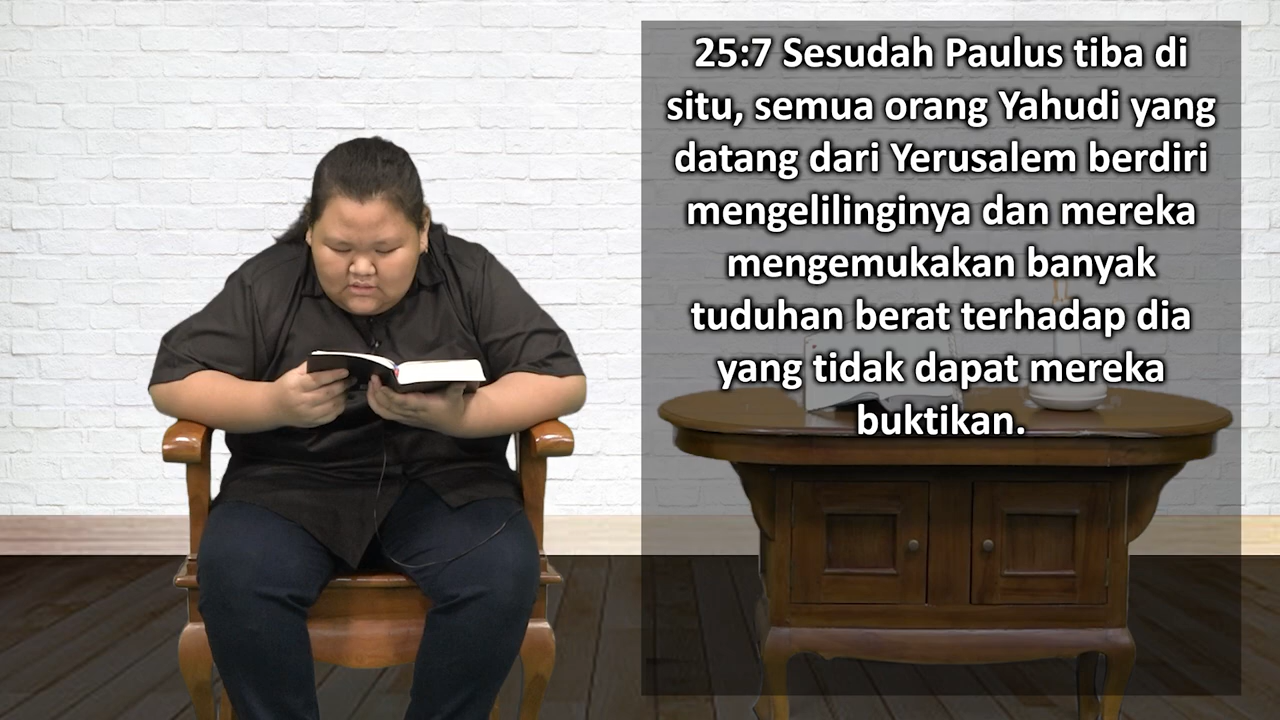 25:7 Sesudah Paulus tiba di
situ, semua orang Yahudi yang
datang dari Yerusalem berdiri
mengelilinginya dan mereka
mengemukakan banyak
tuduhan berat terhadap dia
yang tidak dapat mereka
buktikan.